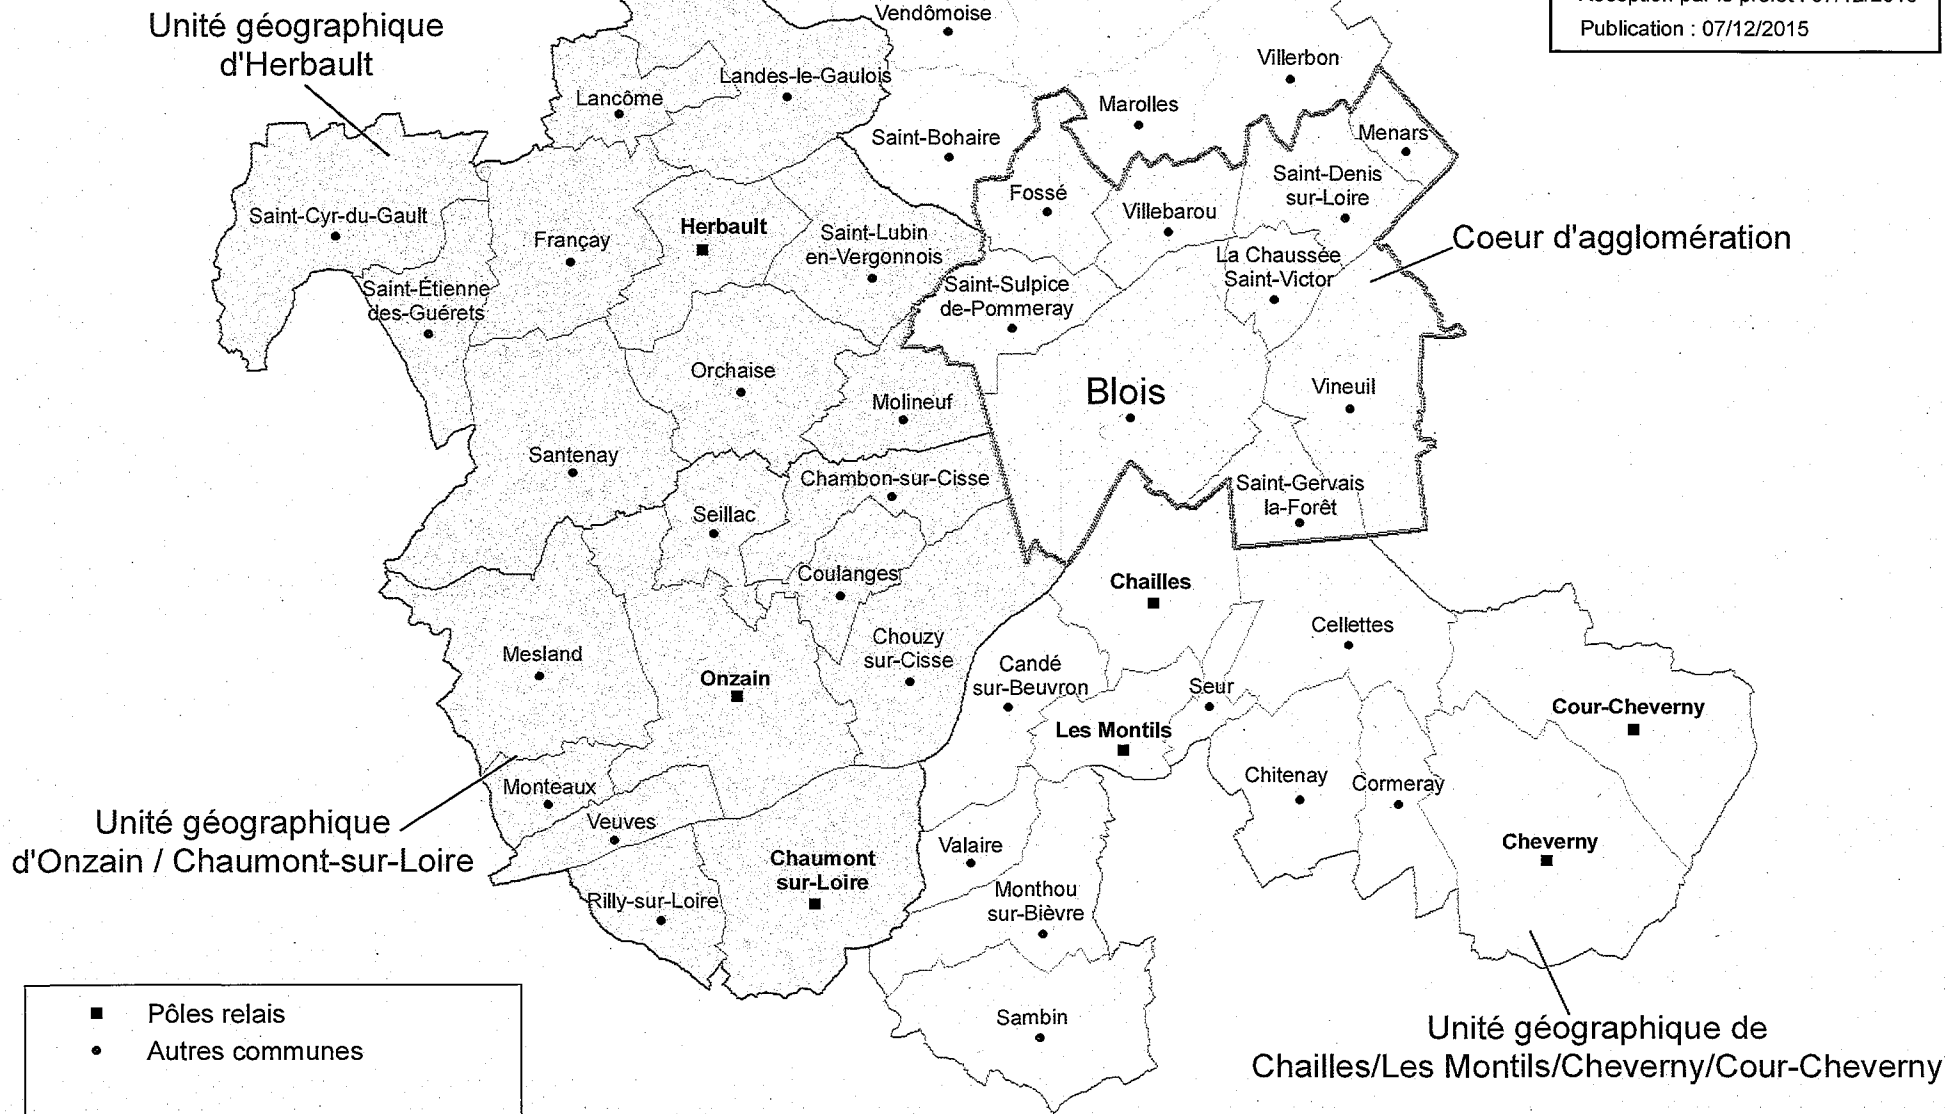 Unité géographique
d'Herbault
Vendômoise
Publication : 07/12/2015
Villerbon
Landes-le-Gaulois
Lancôme
Marolles
Saint-Bohaire
Menars
Saint-Denis
sur-Loire
Fossé
Villebarou
Saint-Cyr-du-Gault
Françay
Herbault
Saint-Lubin
en-Vergonnois
La Chaussée
Saint-Victor
Coeur d'agglomération
Saint-Étienne
des-Guérets
Saint-Sulpice
de-Pommeray
Orchaise
Molineuf
Blois
Vineuil
Santenay
Chambon-sur-Cisse
Saint-Gervais
la-Forêt
Seillac
Coulanges
Chailles
Cellettes
Mesland
Onzain
Chouzy
sur-Cisse
Candé
sur-Beuvron
Seur
Les Montils
Cour-Cheverny
Monteaux
Veuves
Chitenay
Cormeray
Unité géographique
d'Onzain / Chaumont-sur-Loire
Chaumont
sur-Loire
Valaire
Cheverny
Rilly-sur-Loire
Monthou
sur-Bièvre
Sambin
Pôles relais
Autres communes
Unité géographique de
Chailles/Les Montils/Cheverny/Cour-Cheverny